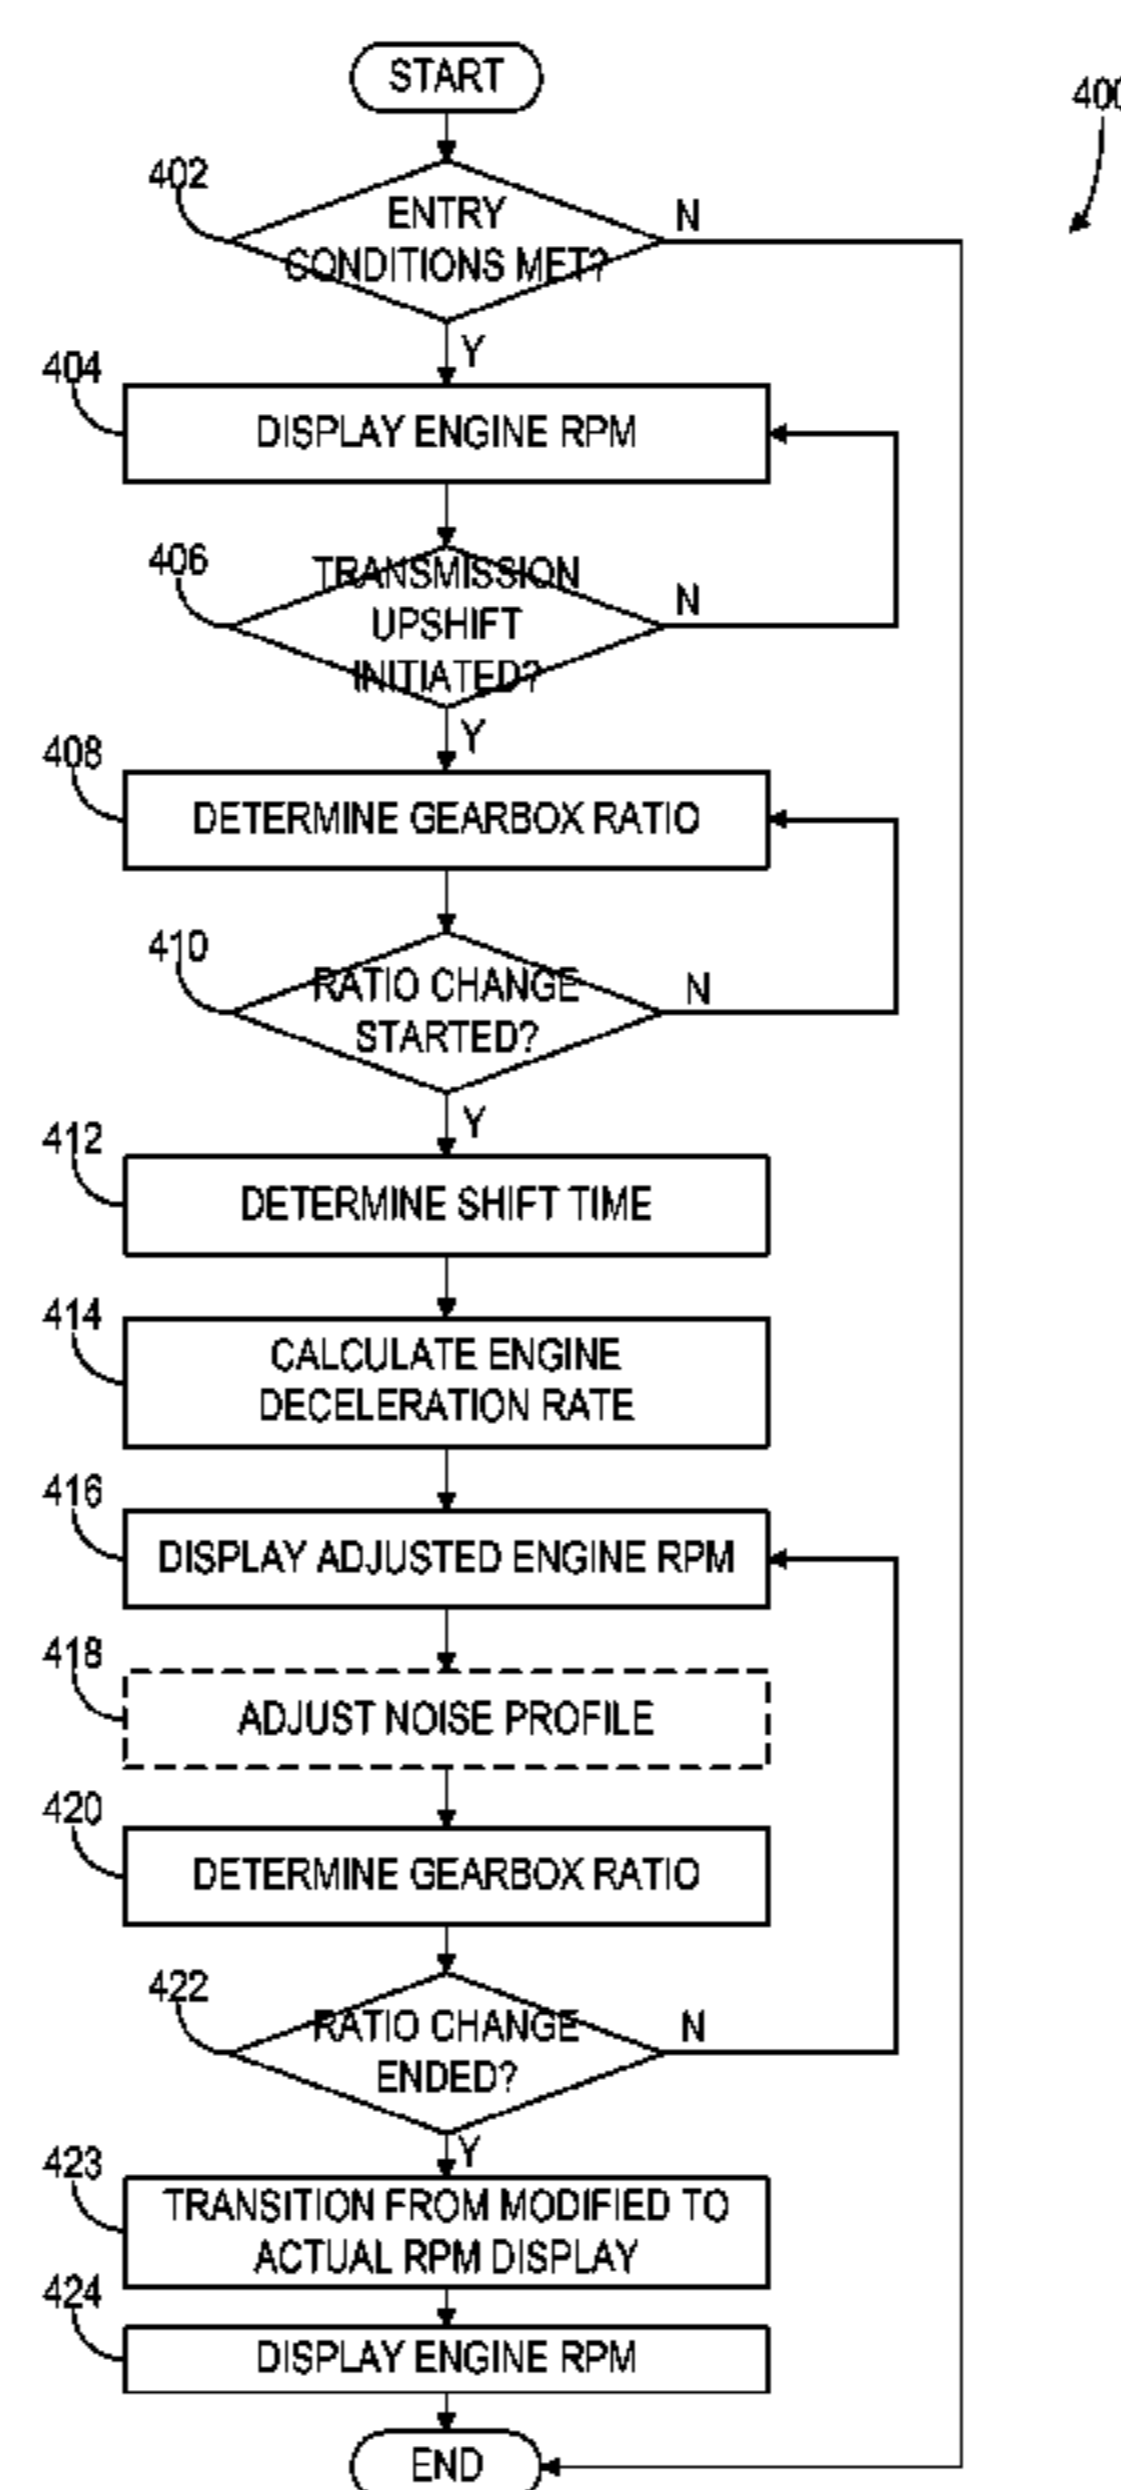 START
400
402
ENTRY
CONDITIONS MET?
N
Y
404
DISPLAY ENGINE RPM
406
TRANSMISSION
UPSHIFT
INITIATED?
N
Y
408
DETERMINE GEARBOX RATIO
410
RATIO CHANGE
STARTED?
N
Y
412
DETERMINE SHIFT TIME
414
CALCULATE ENGINE
DECELERATION RATE
416
DISPLAY ADJUSTED ENGINE RPM
418
ADJUST NOISE PROFILE
420
DETERMINE GEARBOX RATIO
422
RATIO CHANGE
ENDED?
N
Y
423
TRANSITION FROM MODIFIED TO
ACTUAL RPM DISPLAY
424
DISPLAY ENGINE RPM
END